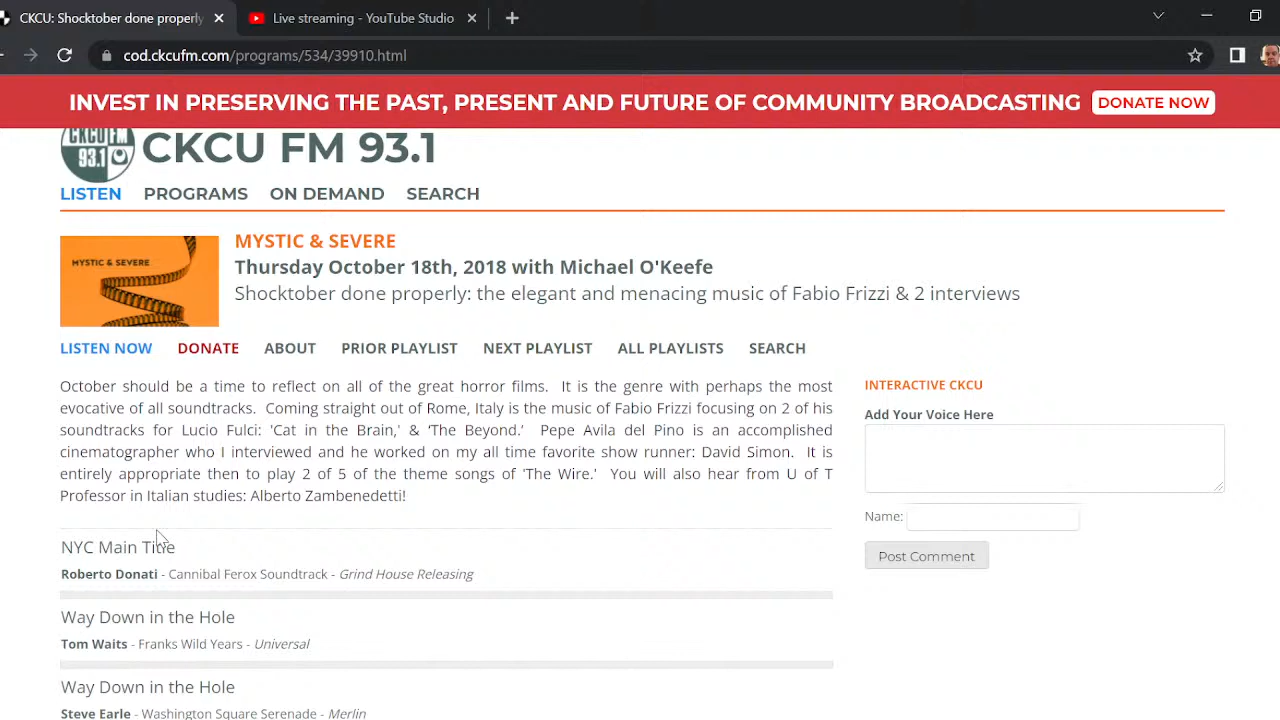 CKCU: Shocktober done properly
Live streaming - YouTube Studio
cod.ckcufm.com/programs/534/39910.html
INVEST IN PRESERVING THE PAST, PRESENT AND FUTURE OF COMMUNITY BROADCASTING DONATE NOW
CKCU FM
93.1
CKCU FM 93.1
LISTEN PROGRAMS ON DEMAND SEARCH
MYSTIC & SEVERE
MYSTIC & SEVERE
Thursday October 18th, 2018 with Michael O'Keefe
Shocktober done properly: the elegant and menacing music of Fabio Frizzi & 2 interviews
LISTEN NOW DONATE ABOUT PRIOR PLAYLIST NEXT PLAYLIST ALL PLAYLISTS SEARCH
October should be a time to reflect on all of the great horror films. It is the genre with perhaps the most
evocative of all soundtracks. Coming straight out of Rome, Italy is the music of Fabio Frizzi focusing on 2 of his
soundtracks for Lucio Fulci: 'Cat in the Brain,' & 'The Beyond.' Pepe Avila del Pino is an accomplished
cinematographer who I interviewed and he worked on my all time favorite show runner: David Simon. It is
entirely appropriate then to play 2 of 5 of the theme songs of 'The Wire.' You will also hear from U of T
Professor in Italian studies: Alberto Zambenedetti!
INTERACTIVE CKCU
Add Your Voice Here
Name:
Post Comment
NYC Main Title
Roberto Donati - Cannibal Ferox Soundtrack - Grind House Releasing
Way Down in the Hole
Tom Waits - Franks Wild Years - Universal
Way Down in the Hole
Steve Earle - Washington Square Serenade - Merlin